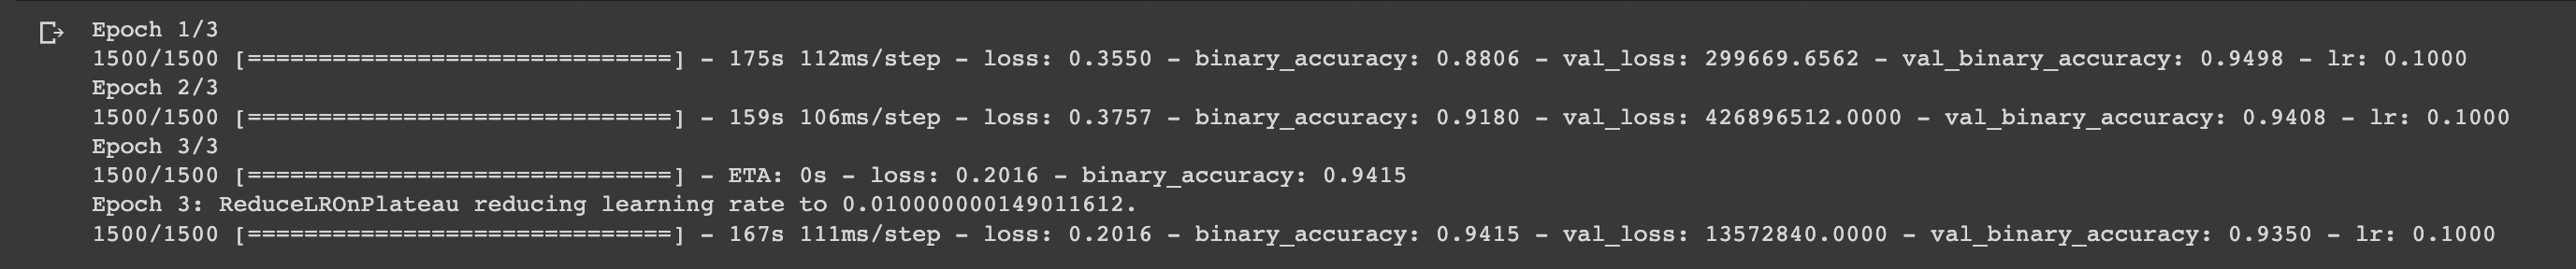 Epoch 1/3
1500/1500 [==============================] - 175s 112ms/step - loss: 0.3550 - binary_accuracy: 0.8806 - val_loss: 299669.6562 - val_binary_accuracy: 0.9498 - lr: 0.1000
Epoch 2/3
1500/1500 [==============================] - 159s 106ms/step - loss: 0.3757 - binary_accuracy: 0.9180 - val_loss: 426896512.0000 - val_binary_accuracy: 0.9408 - lr: 0.1000
Epoch 3/3
1500/1500 [==============================] - ETA: 0s - loss: 0.2016 - binary_accuracy: 0.9415
Epoch 3: ReduceLROnPlateau reducing learning rate to 0.010000000149011612.
1500/1500 [==============================] - 167s 111ms/step - loss: 0.2016 - binary_accuracy: 0.9415 - val_loss: 13572840.0000 - val_binary_accuracy: 0.9350 - lr: 0.1000